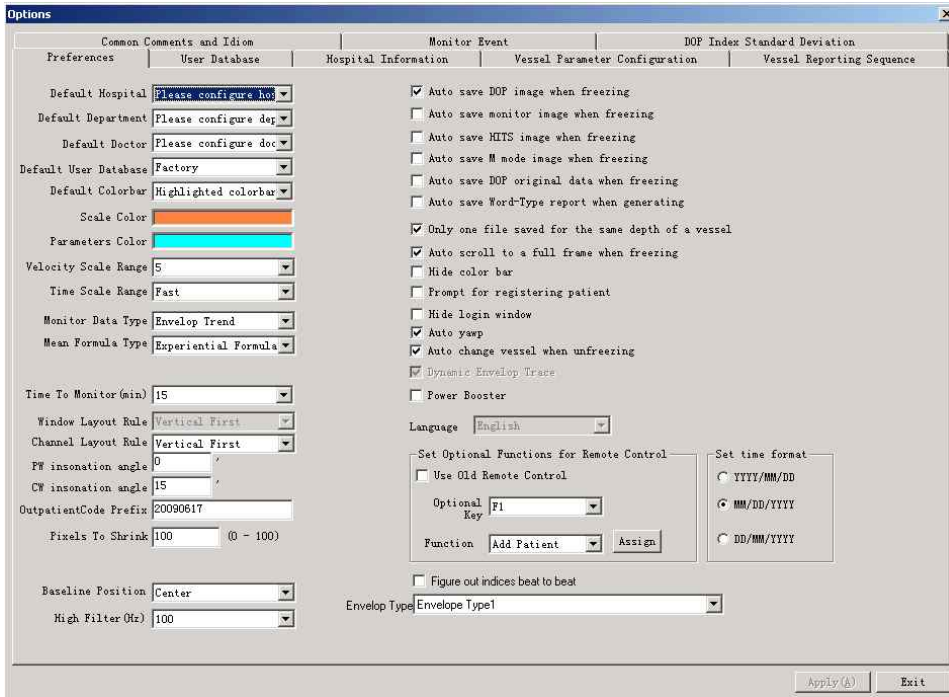 Options
Common Comments and Idiom Monitor Event DOP Index Standard Deviation
Preferences User Database Hospital Information Vessel Parameter Configuration Vessel Reporting Sequence
Default Hospital Please configure hos
Default Department Please configure dep
Default Doctor Please configure doc
Default User Database Factory
Default Colorbar Highlighted colorbar
Scale Color
Parameters Color
Velocity Scale Range 5
Time Scale Range Fast
Monitor Data Type Envelop Trend
Mean Formula Type Experiential Formula
Time To Monitor(min) 15
Window Layout Rule Vertical First
Channel Layout Rule Vertical First
PW insonation angle 0 '
CW insonation angle 15 '
OutpatientCode Prefix 20090617
Pixels To Shrink 100 (0 - 100)
Baseline Position Center
High Filter(Hz) 100
Auto save DOP image when freezing
Auto save monitor image when freezing
Auto save HITS image when freezing
Auto save M mode image when freezing
Auto save DOP original data when freezing
Auto save Word-Type report when generating
Only one file saved for the same depth of a vessel
Auto scroll to a full frame when freezing
Hide color bar
Prompt for registering patient
Hide login window
Auto yawp
Auto change vessel when unfreezing
Dynamic Envelop Trace
Power Booster
Language English
Set Optional Functions for Remote Control
Use Old Remote Control
Optional Key F1
Function Add Patient Assign
Set time format
YYYY/MM/DD
MM/DD/YYYY
DD/MM/YYYY
Figure out indices beat to beat
Envelop Type Envelope Type1
Apply(A) Exit